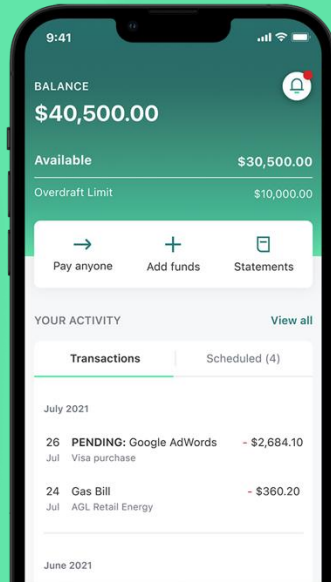 9:41
BALANCE
$40,500.00
Available $30,500.00
Overdraft Limit $10,000.00
Pay anyone Add funds Statements
YOUR ACTIVITY View all
Transactions Scheduled (4)
July 2021
26 PENDING: Google AdWords - $2,684.10
Jul Visa purchase
24 Gas Bill - $360.20
Jul AGL Retail Energy
June 2021